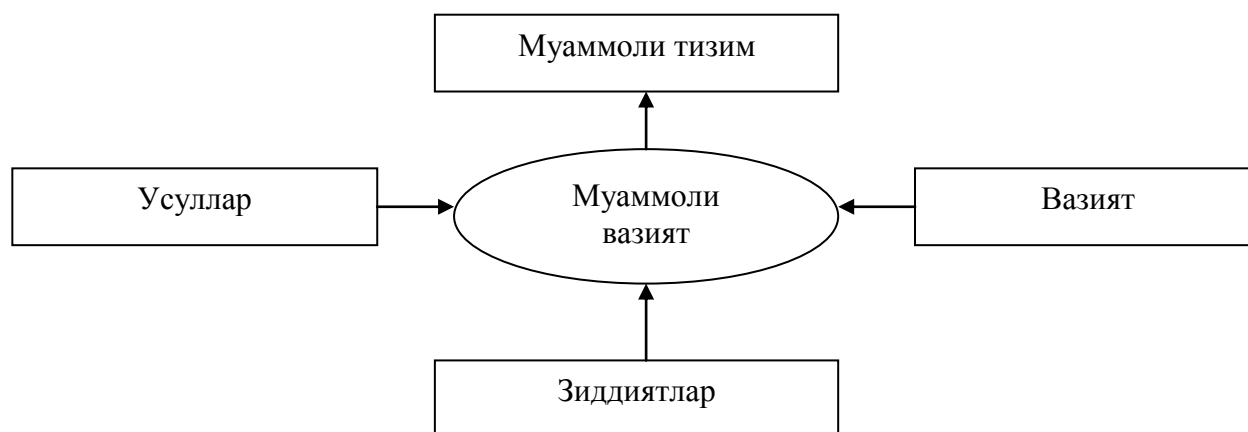 Муаммоли тизим
Усуллар
Муаммоли
вазият
Вазият
Зиддиятлар